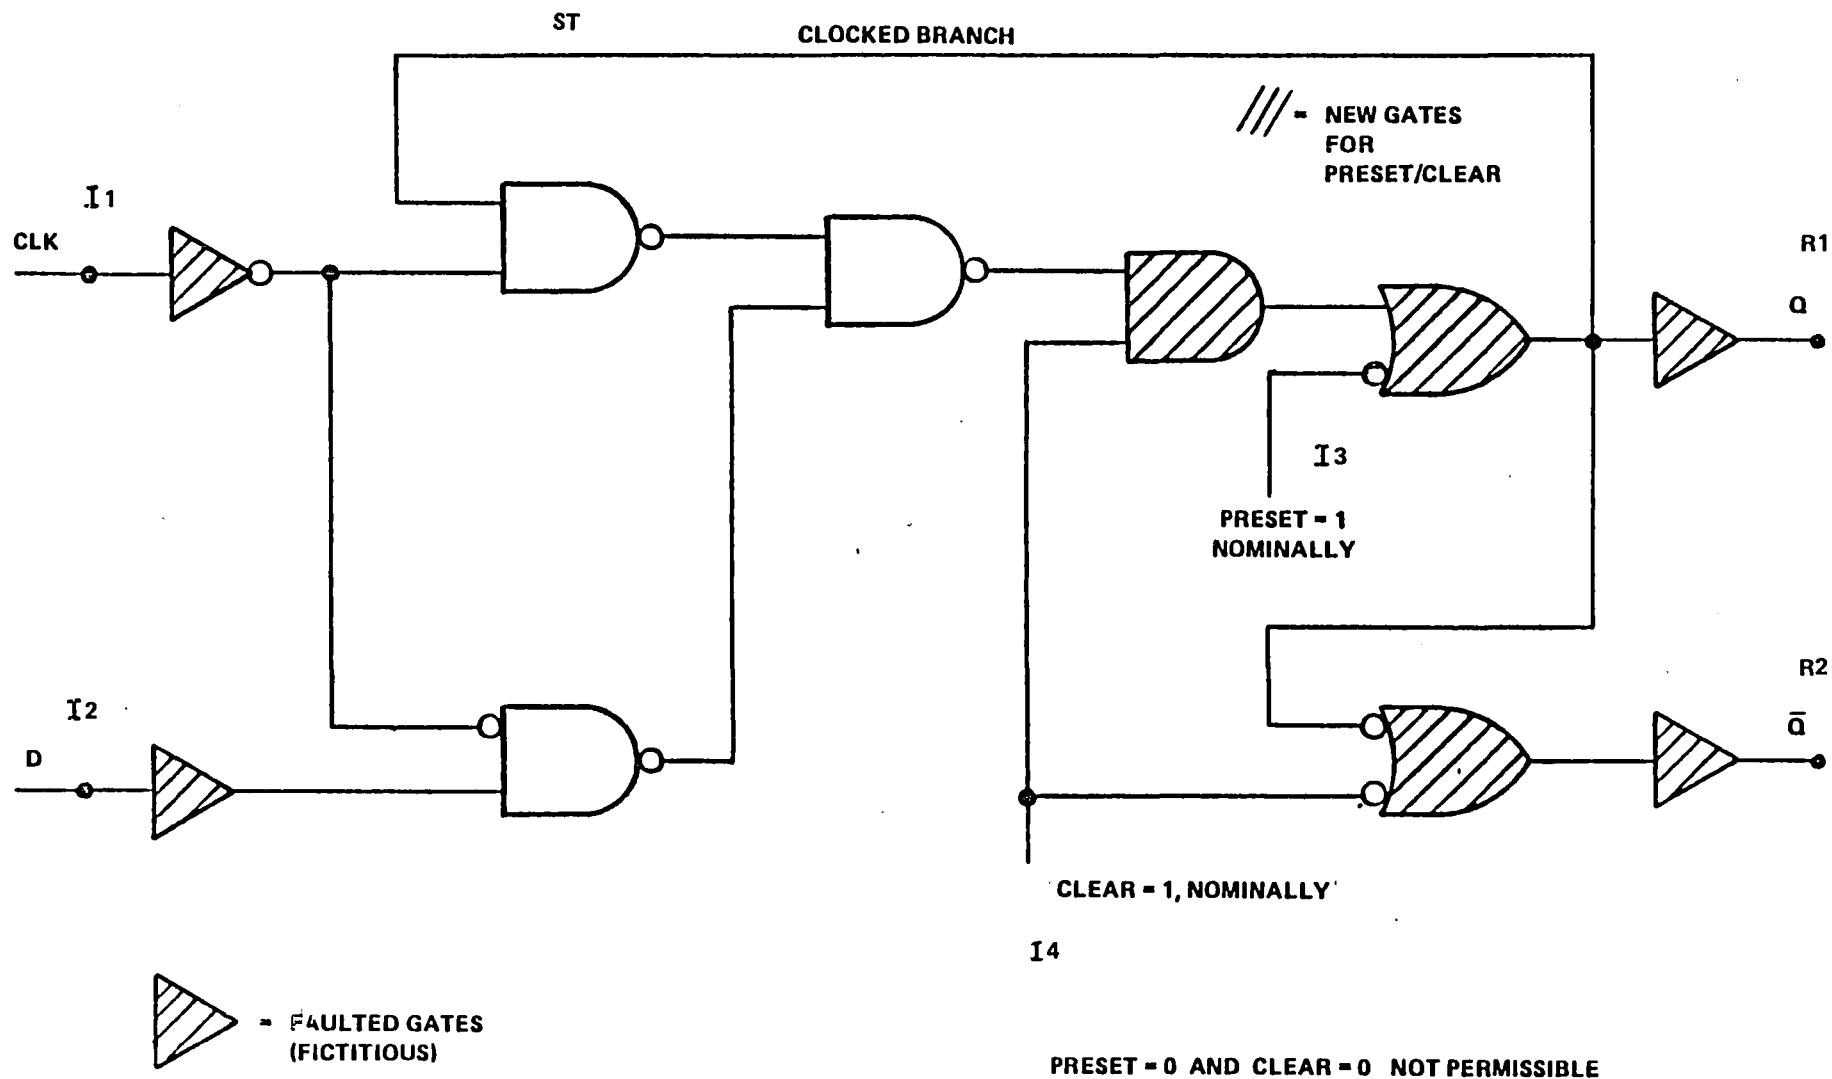 ST
CLOCKED BRANCH
= NEW GATES
FOR
PRESET/CLEAR
I1
CLK
R1
Q
I3
PRESET = 1
NOMINALLY
I2
D
R2
Q̅
CLEAR = 1, NOMINALLY
I4
= FAULTED GATES
(FICTITIOUS)
PRESET = 0 AND CLEAR = 0 NOT PERMISSIBLE